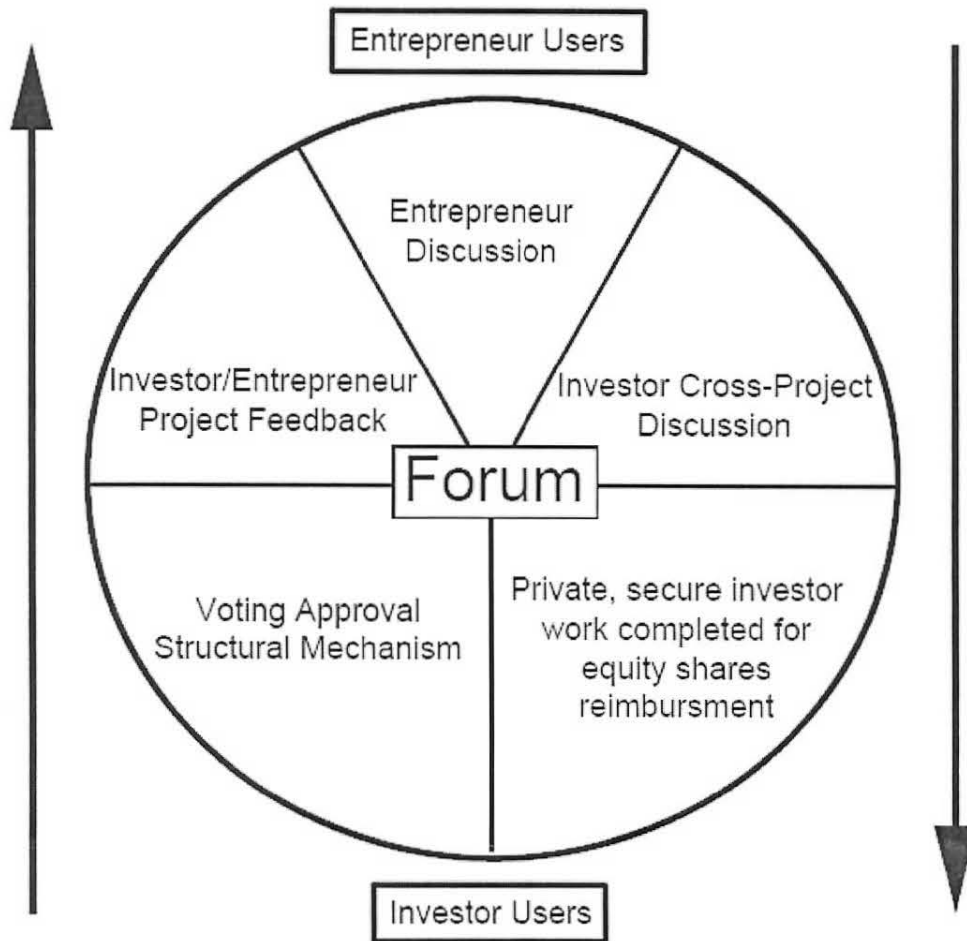 Entrepreneur Users
Entrepreneur
Discussion
Investor/Entrepreneur
Project Feedback
Investor Cross-Project
Discussion
Forum
Voting Approval
Structural Mechanism
Private, secure investor
work completed for
equity shares
reimbursment
Investor Users